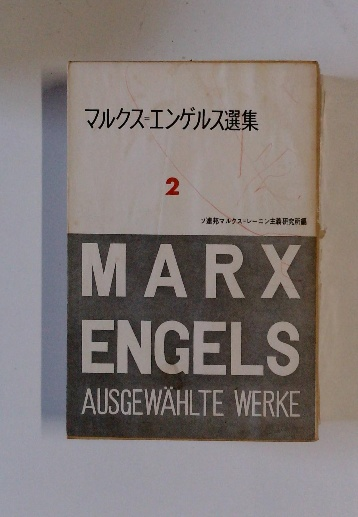 マルクス=エンゲルス選集
2
ソ連邦マルクス=レーニン主義研究所編
MARX
ENGELS
AUSGEWÄHLTE WERKE